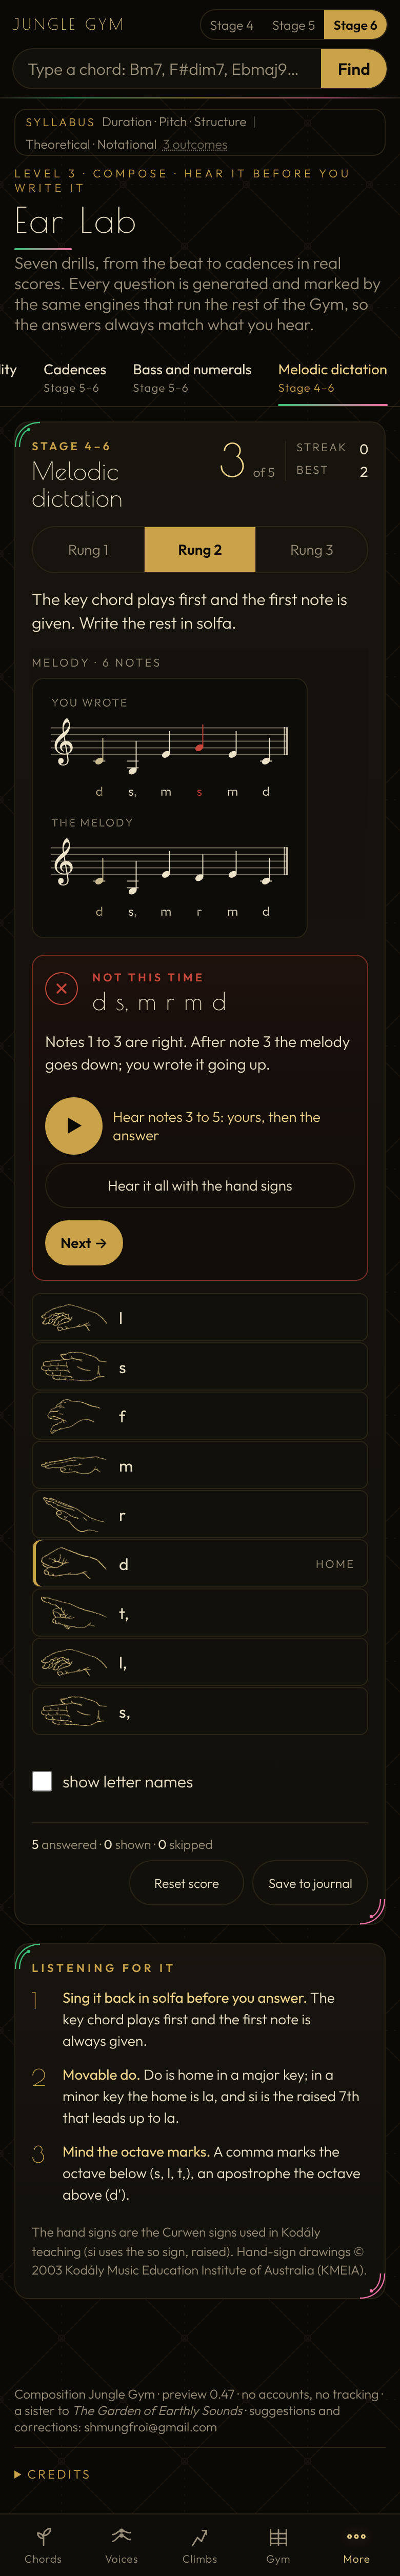 JUNGLE GYM
Stage 4 Stage 5 Stage 6
Type a chord: Bm7, F#dim7, Ebmaj9... Find
SYLLABUS Duration · Pitch · Structure |
Theoretical · Notational 3 outcomes
LEVEL 3 · COMPOSE · HEAR IT BEFORE YOU
WRITE IT
Ear Lab
Seven drills, from the beat to cadences in real
scores. Every question is generated and marked by
the same engines that run the rest of the Gym, so
the answers always match what you hear.
lity Cadences Bass and numerals Melodic dictation
Stage 5–6 Stage 5–6 Stage 4–6
STAGE 4–6
Melodic
dictation
3 of 5
STREAK 0
BEST 2
Rung 1 Rung 2 Rung 3
The key chord plays first and the first note is
given. Write the rest in solfa.
MELODY · 6 NOTES
YOU WROTE
d s, m s m d
THE MELODY
d s, m r m d
NOT THIS TIME
d s, m r m d
Notes 1 to 3 are right. After note 3 the melody
goes down; you wrote it going up.
Hear notes 3 to 5: yours, then the
answer
Hear it all with the hand signs
Next →
l
s
f
m
r
d HOME
t,
l,
s,
show letter names
5 answered · 0 shown · 0 skipped
Reset score Save to journal
LISTENING FOR IT
1 Sing it back in solfa before you answer. The
key chord plays first and the first note is
always given.
2 Movable do. Do is home in a major key; in a
minor key the home is la, and si is the raised 7th
that leads up to la.
3 Mind the octave marks. A comma marks the
octave below (s, l, t,), an apostrophe the octave
above (d').
The hand signs are the Curwen signs used in Kodály
teaching (si uses the so sign, raised). Hand-sign drawings ©
2003 Kodály Music Education Institute of Australia (KMEIA).
Composition Jungle Gym · preview 0.47 · no accounts, no tracking ·
a sister to The Garden of Earthly Sounds · suggestions and
corrections: shmungfroi@gmail.com
▶ CREDITS
Chords Voices Climbs Gym More